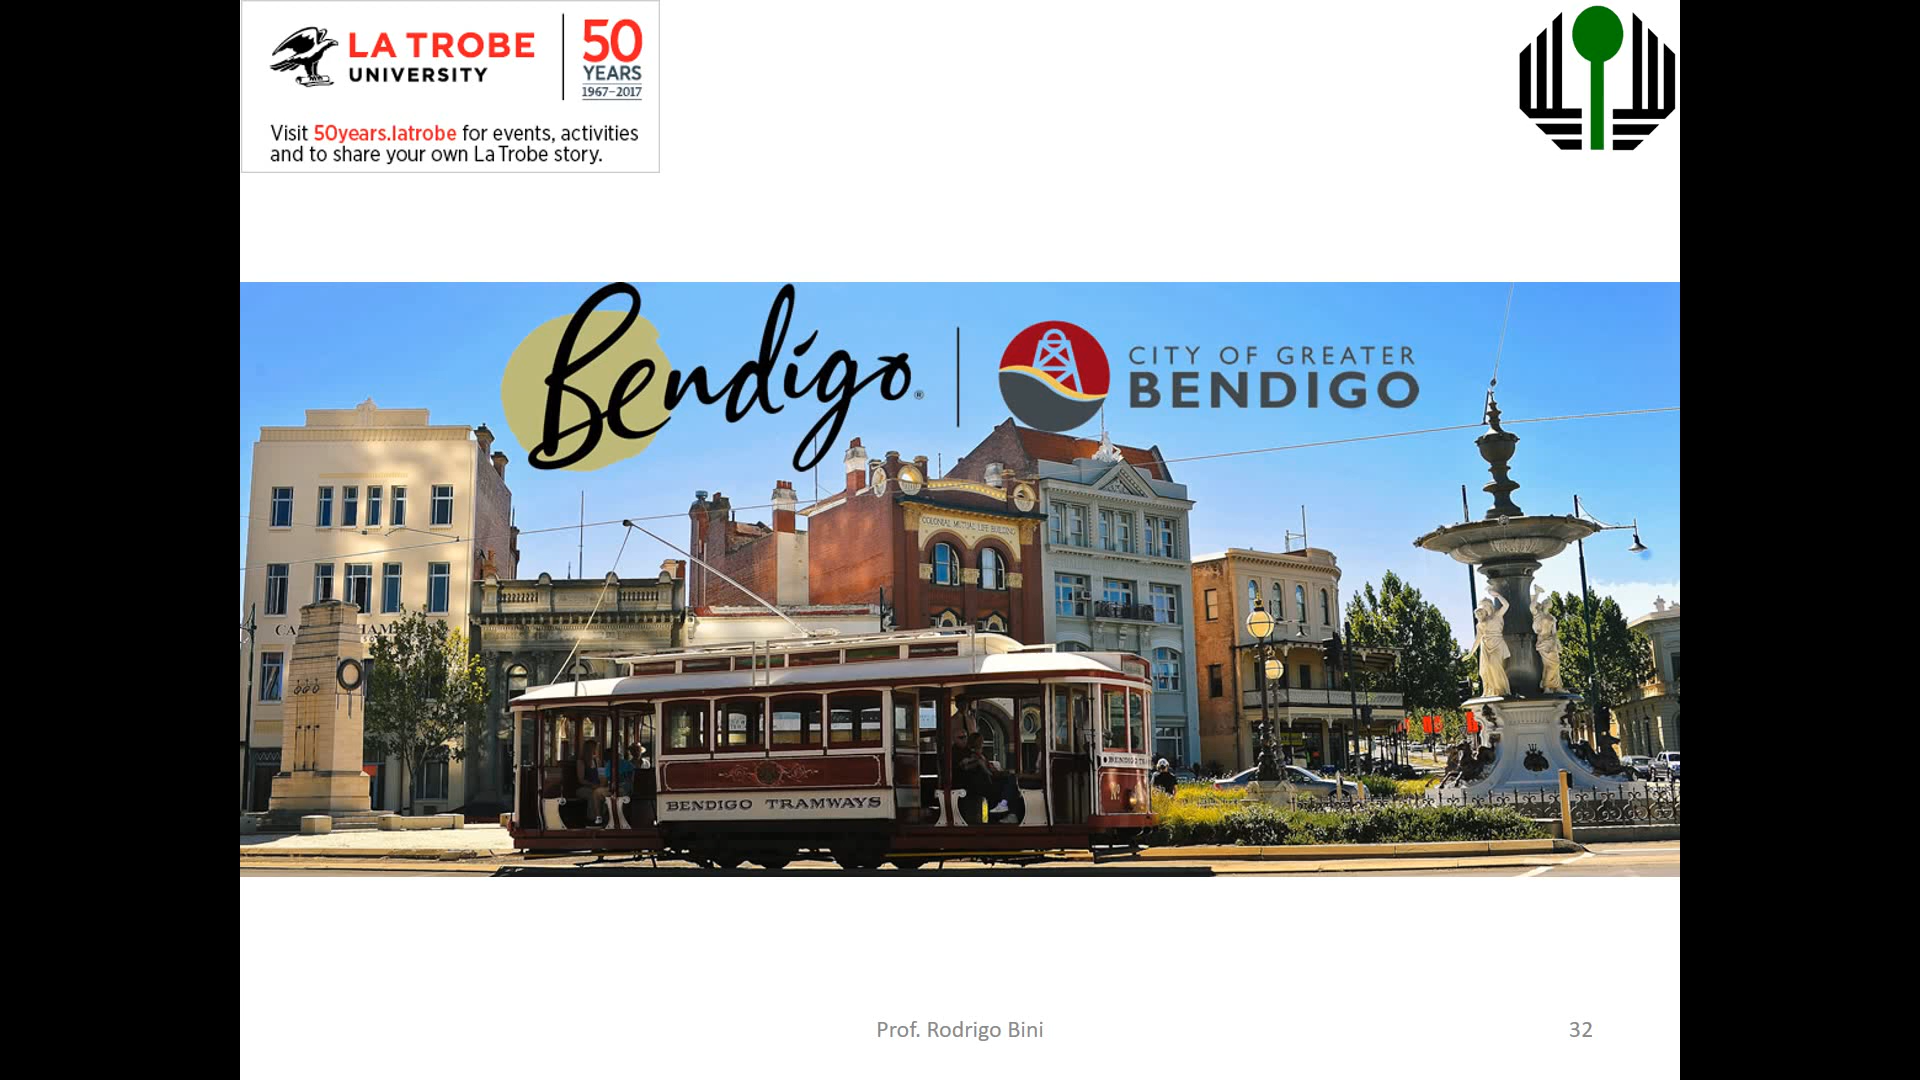 LA TROBE
UNIVERSITY
50
YEARS
1967–2017
Visit 50years.latrobe for events, activities
and to share your own La Trobe story.
Bendigo®
CITY OF GREATER
BENDIGO
COLONIAL MUTUAL LIFE BUILDING
BENDIGO TRAMWAYS
BENDIGO
Prof. Rodrigo Bini
32